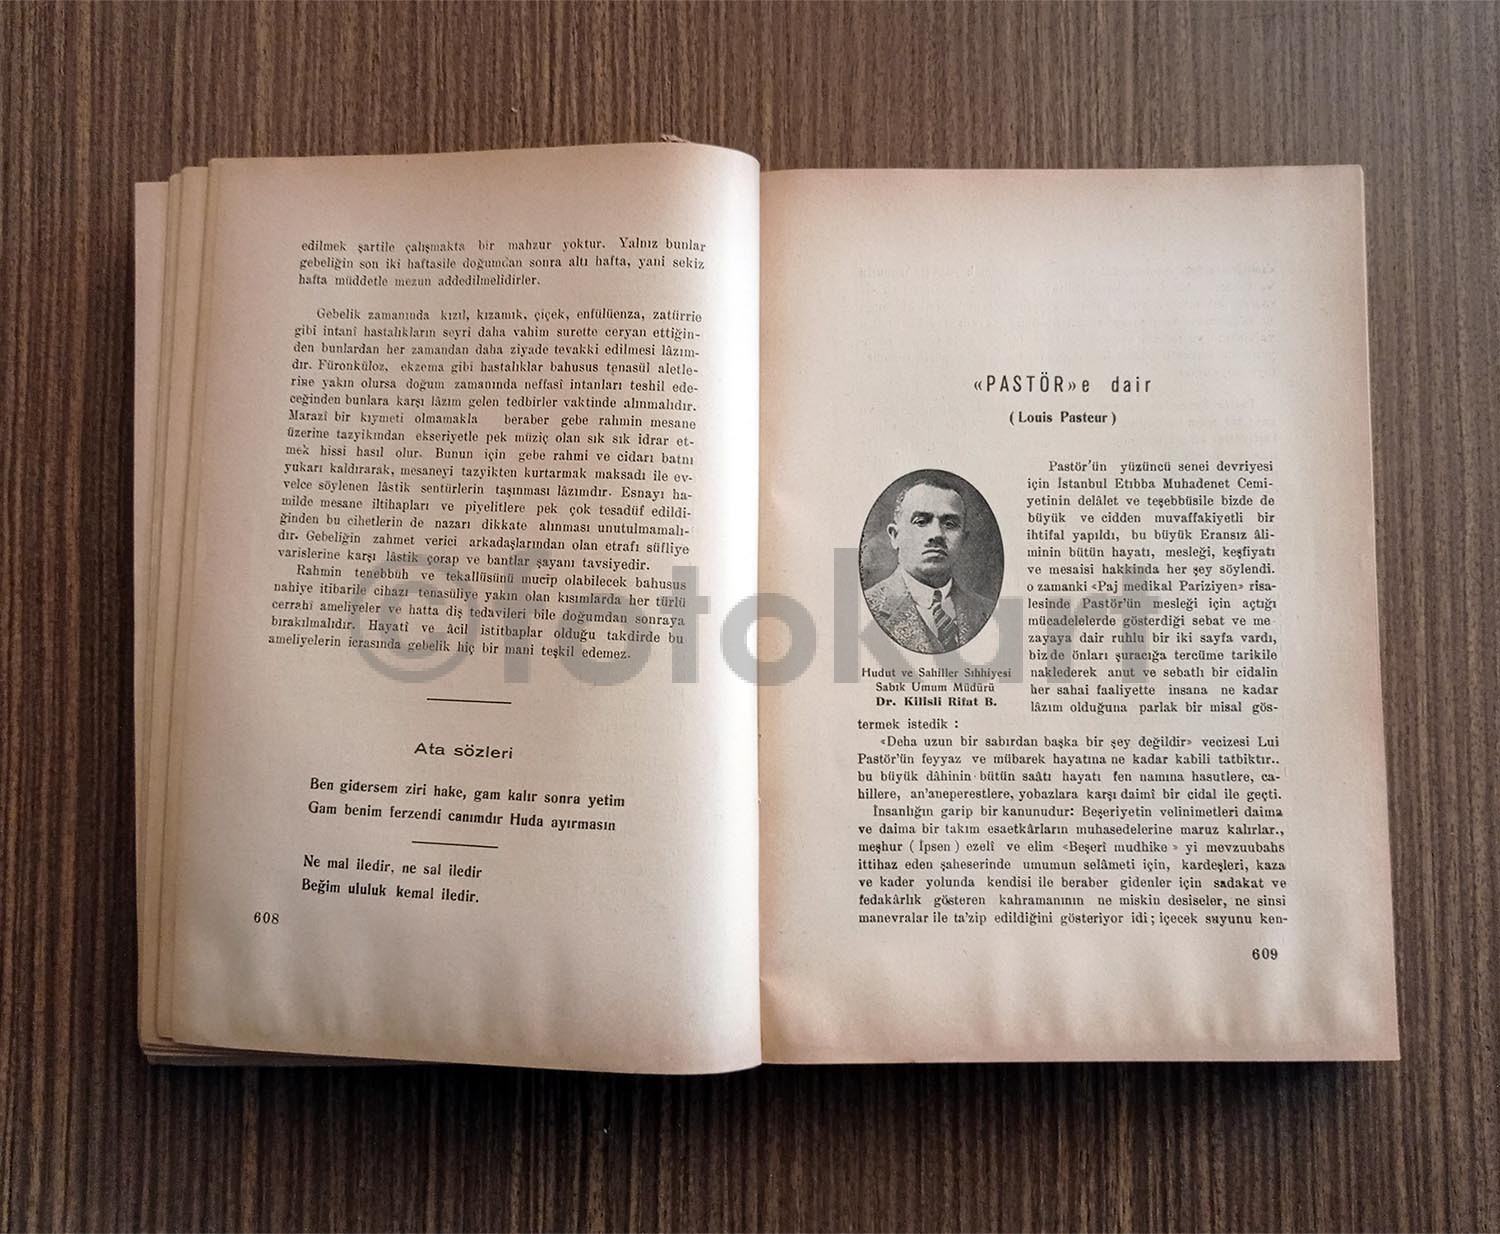 edilmek şartile çalışmakta bir mahzur yoktur. Yalnız bunlar
gebeliğin son iki haftasile doğumdan sonra altı hafta, yani sekiz
hafta müddetle mezun addedilmelidirler.
Gebelik zamanında kızıl, kızamık, çiçek, enfülüenza, zatürrie
gibi intanî hastalıkların seyri daha vahim surette ceryan ettiğin-
den bunlardan her zamandan daha ziyade tevakki edilmesi lâzım-
dır. Füronküloz, ekzema gibi hastalıklar bahusus tenasül aletle-
rine yakın olursa doğum zamanında neffasî intanları teshil ede-
ceğinden bunlara karşı lâzım gelen tedbirler vaktinde alınmalıdır.
Marazî bir kıymeti olmamakla beraber gebe rahmin mesane
üzerine tazyikından ekseriyetle pek müziç olan sık sık idrar et-
mek hissi hasıl olur. Bunun için gebe rahmi ve cidarı batnı
yukarı kaldırarak, mesaneyi tazyikten kurtarmak maksadı ile ev-
velce söylenen lâstik sentürlerin taşınması lâzımdır. Esnayı ha-
milde mesane iltihapları ve piyelitlere pek çok tesadüf edildi-
ğinden bu cihetlerin de nazarı dikkate alınması unutulmamalı-
dır. Gebeliğin zahmet verici arkadaşlarından olan etrafı süfliye
varislerine karşı lâstik çorap ve bantlar şayanı tavsiyedir.
Rahmin tenebbüh ve tekallüsünü mucip olabilecek bahusus
nahiye itibarile cihazı tenasüliye yakın olan kısımlarda her türlü
cerrahî ameliyeler ve hatta diş tedavileri bile doğumdan sonraya
bırakılmalıdır. Hayatî ve âcil istitbaplar olduğu takdirde bu
ameliyelerin icrasında gebelik hiç bir mani teşkil edemez.
Ata sözleri
Ben gidersem ziri hake, gam kalır sonra yetim
Gam benim ferzendi canımdır Huda ayırmasın
Ne mal iledir, ne sal iledir
Beğim ululuk kemal iledir.
608
«PASTÖR»e dair
( Louis Pasteur )
Hudut ve Sahiller Sıhhiyesi
Sabık Umum Müdürü
Dr. Kilisli Rifat B.
Pastör'ün yüzüncü senei devriyesi
için İstanbul Etıbba Muhadenet Cemi-
yetinin delâlet ve teşebbüsile bizde de
büyük ve cidden muvaffakiyetli bir
ihtifal yapıldı, bu büyük Eransız âli-
minin bütün hayatı, mesleği, keşfiyatı
ve mesaisi hakkında her şey söylendi.
o zamanki «Paj medikal Pariziyen» risa-
lesinde Pastör'ün mesleği için açtığı
mücadelelerde gösterdiği sebat ve me
zayaya dair ruhlu bir iki sayfa vardı,
bizde önları şuracığa tercüme tarikile
naklederek anut ve sebatlı bir cidalin
her sahai faaliyette insana ne kadar
lâzım olduğuna parlak bir misal gös-
termek istedik :
«Deha uzun bir sabırdan başka bir şey değildir» vecizesi Lui
Pastör'ün feyyaz ve mübarek hayatına ne kadar kabili tatbiktır..
bu büyük dâhinin bütün saâtı hayatı fen namına hasutlere, ca-
hillere, an'aneperestlere, yobazlara karşı daimî bir cidal ile geçti.
İnsanlığın garip bir kanunudur: Beşeriyetin velinimetleri daima
ve daima bir takım esaetkârların muhasedelerine maruz kalırlar.,
meşhur ( İpsen ) ezelî ve elim «Beşerî mudhike » yi mevzuubahs
ittihaz eden şaheserinde umumun selâmeti için, kardeşleri, kaza
ve kader yolunda kendisi ile beraber gidenler için sadakat ve
fedakârlık gösteren kahramanının ne miskin desiseler, ne sinsi
manevralar ile ta'zip edildiğini gösteriyor idi ; içecek suyunu ken-
609